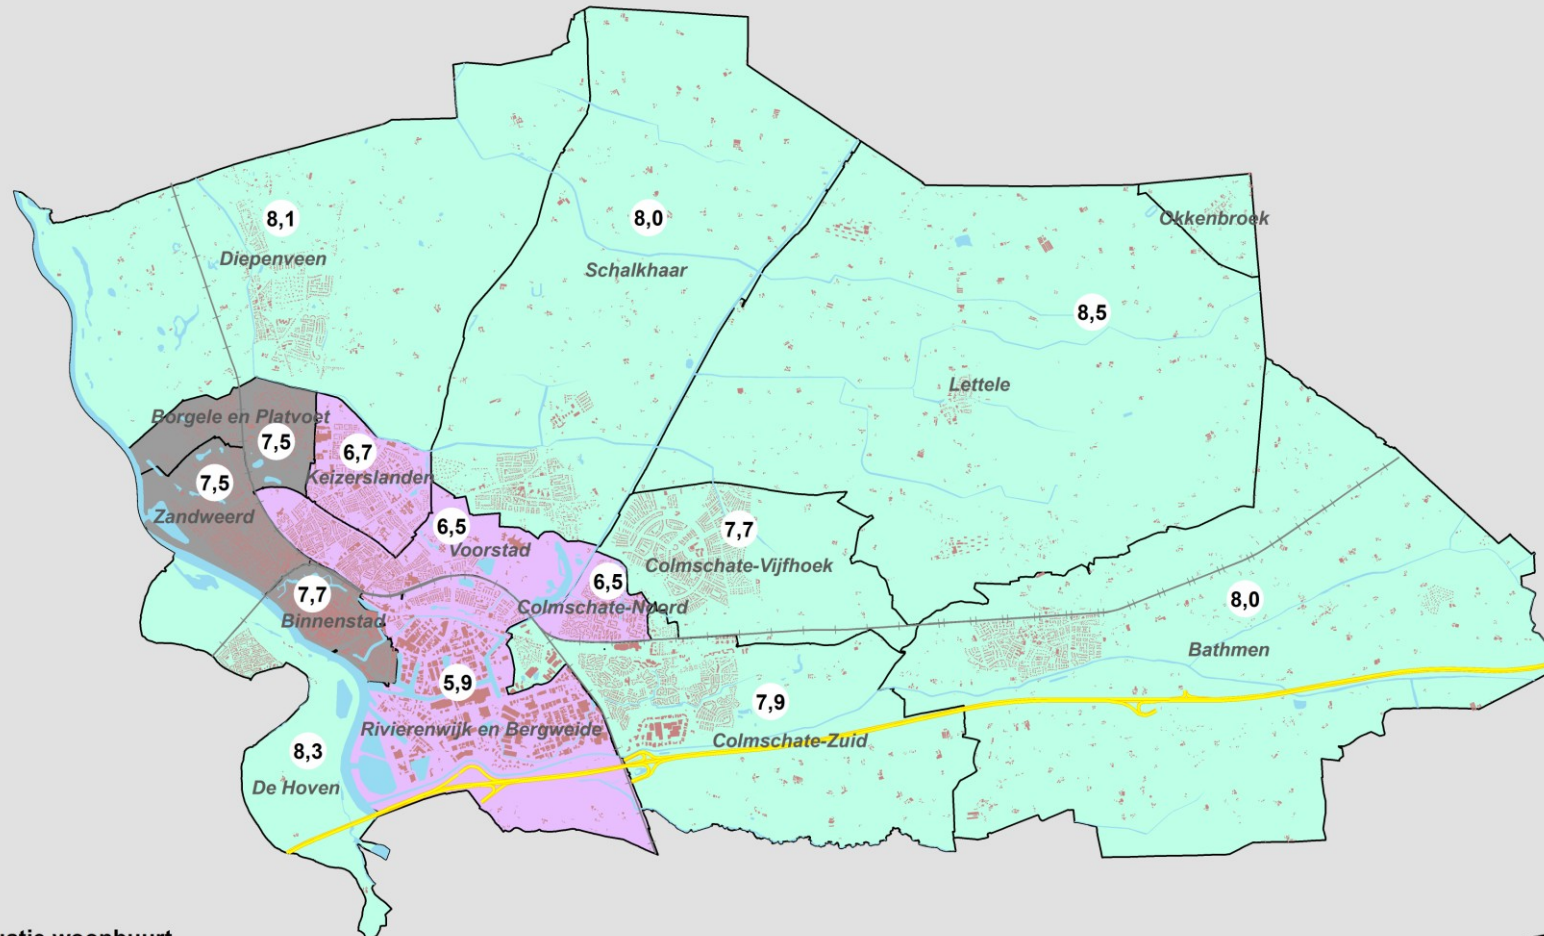 Okkenbroek
8,1
8,0
Diepenveen
Schalkhaar
8,5
Lettele
Borgele en Platvoet
7,5
6,7
Keizerslanden
7,5
Zandweerd
6,5
Voorstad
7,7
Colmschate-Vijfhoek
6,5
Colmschate-Noord
7,7
Binnenstad
8,0
Bathmen
5,9
Rivierenwijk en Bergweide
7,9
Colmschate-Zuid
8,3
De Hoven
woonbuurt